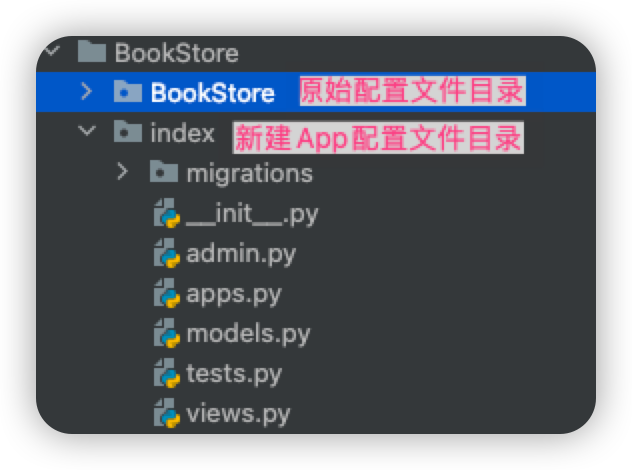 BookStore
BookStore 原始配置文件目录
index 新建App配置文件目录
migrations
__init__.py
admin.py
apps.py
models.py
tests.py
views.py